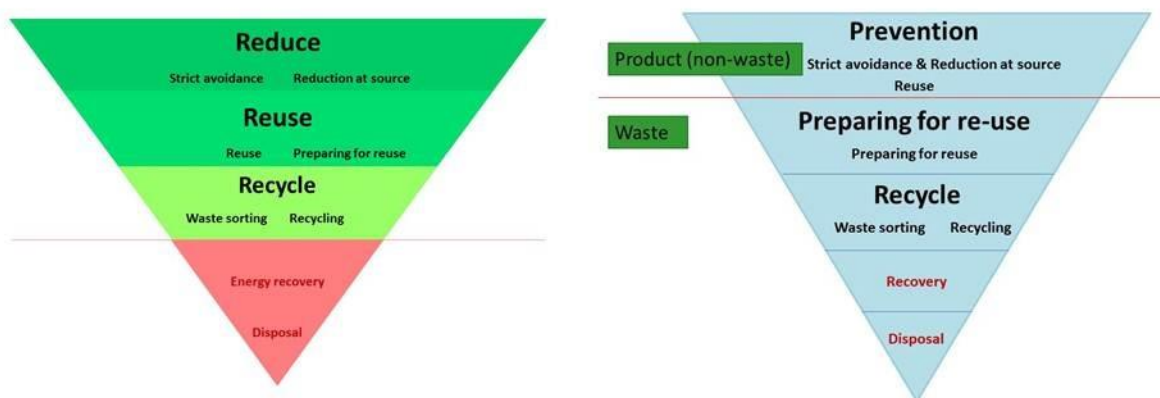 Reduce
Strict avoidance Reduction at source
Reuse
Reuse Preparing for reuse
Recycle
Waste sorting Recycling
Energy recovery
Disposal
Prevention
Product (non-waste)
Strict avoidance & Reduction at source
Reuse
Waste
Preparing for re-use
Preparing for reuse
Recycle
Waste sorting Recycling
Recovery
Disposal